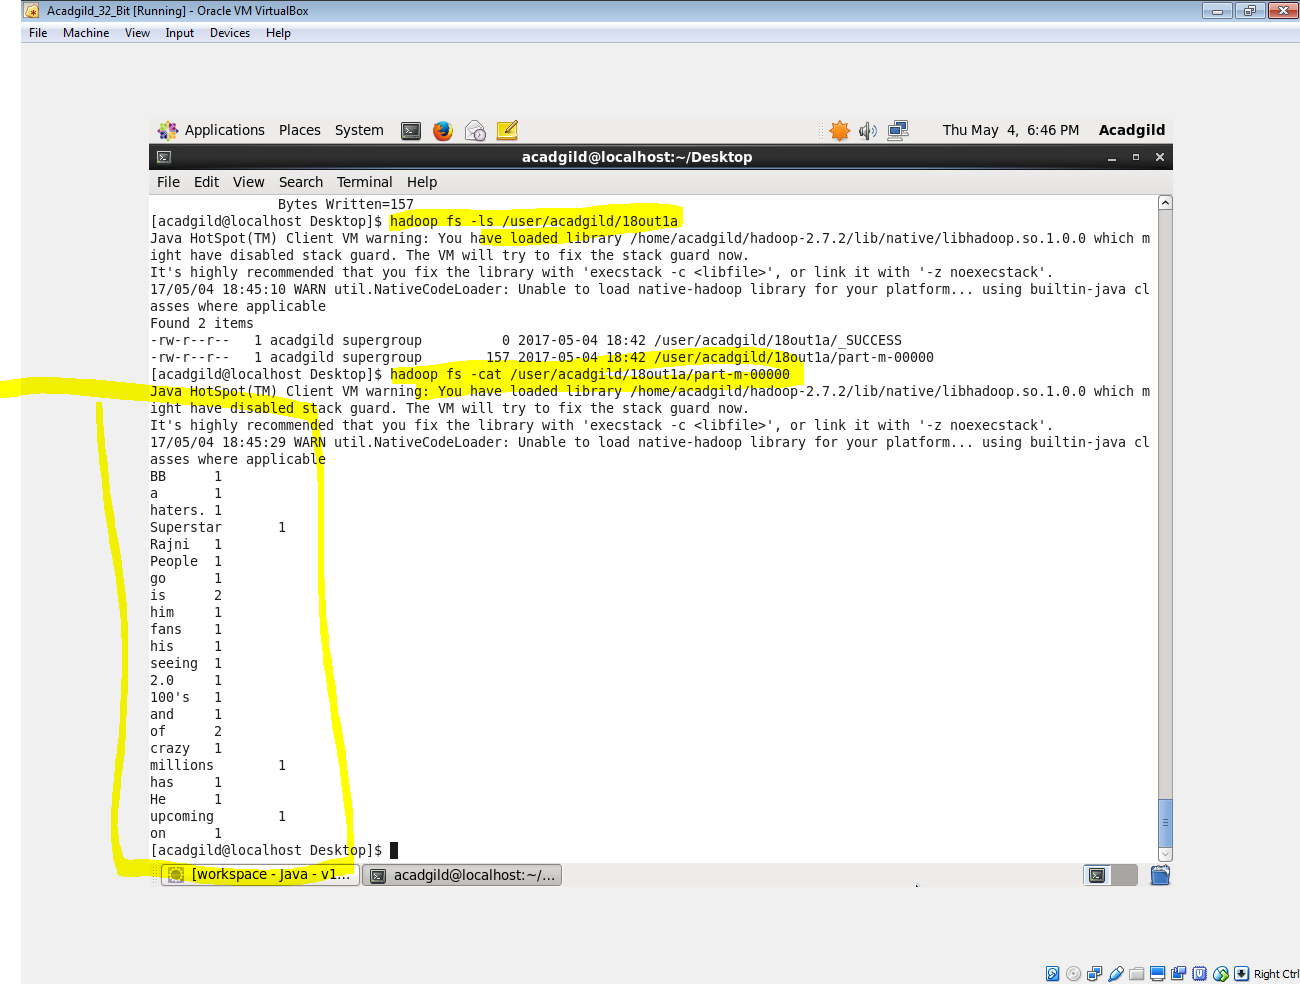 Acadgild_32_Bit [Running] - Oracle VM VirtualBox
File Machine View Input Devices Help
Applications Places System Thu May 4, 6:46 PM Acadgild
acadgild@localhost:~/Desktop
File Edit View Search Terminal Help
Bytes Written=157
[acadgild@localhost Desktop]$ hadoop fs -ls /user/acadgild/18out1a
Java HotSpot(TM) Client VM warning: You have loaded library /home/acadgild/hadoop-2.7.2/lib/native/libhadoop.so.1.0.0 which m
ight have disabled stack guard. The VM will try to fix the stack guard now.
It's highly recommended that you fix the library with 'execstack -c <libfile>', or link it with '-z noexecstack'.
17/05/04 18:45:10 WARN util.NativeCodeLoader: Unable to load native-hadoop library for your platform... using builtin-java cl
asses where applicable
Found 2 items
-rw-r--r-- 1 acadgild supergroup 0 2017-05-04 18:42 /user/acadgild/18out1a/_SUCCESS
-rw-r--r-- 1 acadgild supergroup 157 2017-05-04 18:42 /user/acadgild/18out1a/part-m-00000
[acadgild@localhost Desktop]$ hadoop fs -cat /user/acadgild/18out1a/part-m-00000
Java HotSpot(TM) Client VM warning: You have loaded library /home/acadgild/hadoop-2.7.2/lib/native/libhadoop.so.1.0.0 which m
ight have disabled stack guard. The VM will try to fix the stack guard now.
It's highly recommended that you fix the library with 'execstack -c <libfile>', or link it with '-z noexecstack'.
17/05/04 18:45:29 WARN util.NativeCodeLoader: Unable to load native-hadoop library for your platform... using builtin-java cl
asses where applicable
BB 1
a 1
haters. 1
Superstar 1
Rajni 1
People 1
go 1
is 2
him 1
fans 1
his 1
seeing 1
2.0 1
100's 1
and 1
of 2
crazy 1
millions 1
has 1
He 1
upcoming 1
on 1
[acadgild@localhost Desktop]$
[workspace - Java - v1... acadgild@localhost:~/...
Right Ctrl